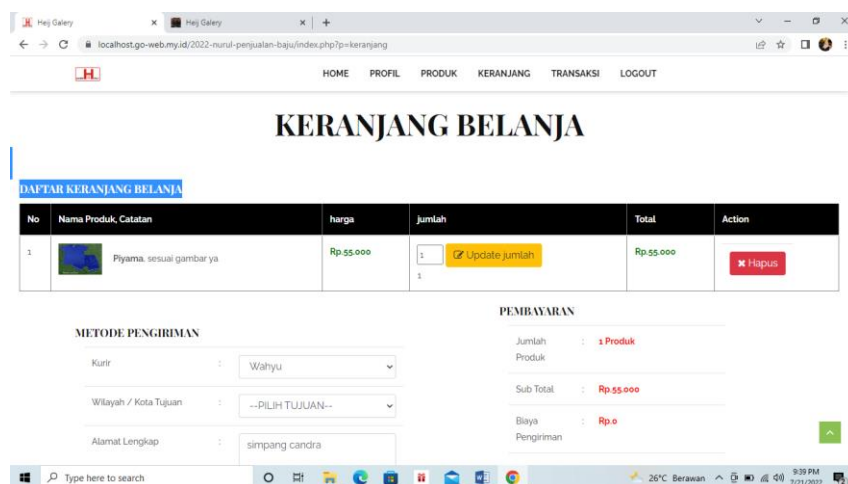 Heij Galery
Heij Galery
localhost.go-web.my.id/2022-nurul-penjualan-baju/index.php?p=keranjang
H
HOME PROFIL PRODUK KERANJANG TRANSAKSI LOGOUT
KERANJANG BELANJA
DAFTAR KERANJANG BELANJA
No Nama Produk, Catatan harga jumlah Total Action
1 Piyama, sesuai gambar ya Rp.55.000 1 Update jumlah Rp.55.000 Hapus
1
METODE PENGIRIMAN
Kurir : Wahyu
Wilayah / Kota Tujuan : --PILIH TUJUAN--
Alamat Lengkap : simpang candra
PEMBAYARAN
Jumlah Produk : 1 Produk
Sub Total : Rp.55.000
Biaya Pengiriman : Rp.0
Type here to search
26°C Berawan
9:39 PM
7/21/2022